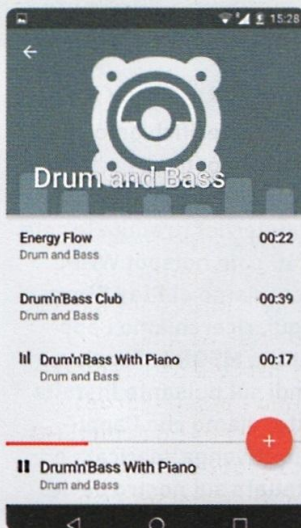 15:28
Drum and Bass
Energy Flow 00:22
Drum and Bass
Drum'n'Bass Club 00:39
Drum and Bass
Drum'n'Bass With Piano 00:17
Drum and Bass
+
Drum'n'Bass With Piano
Drum and Bass